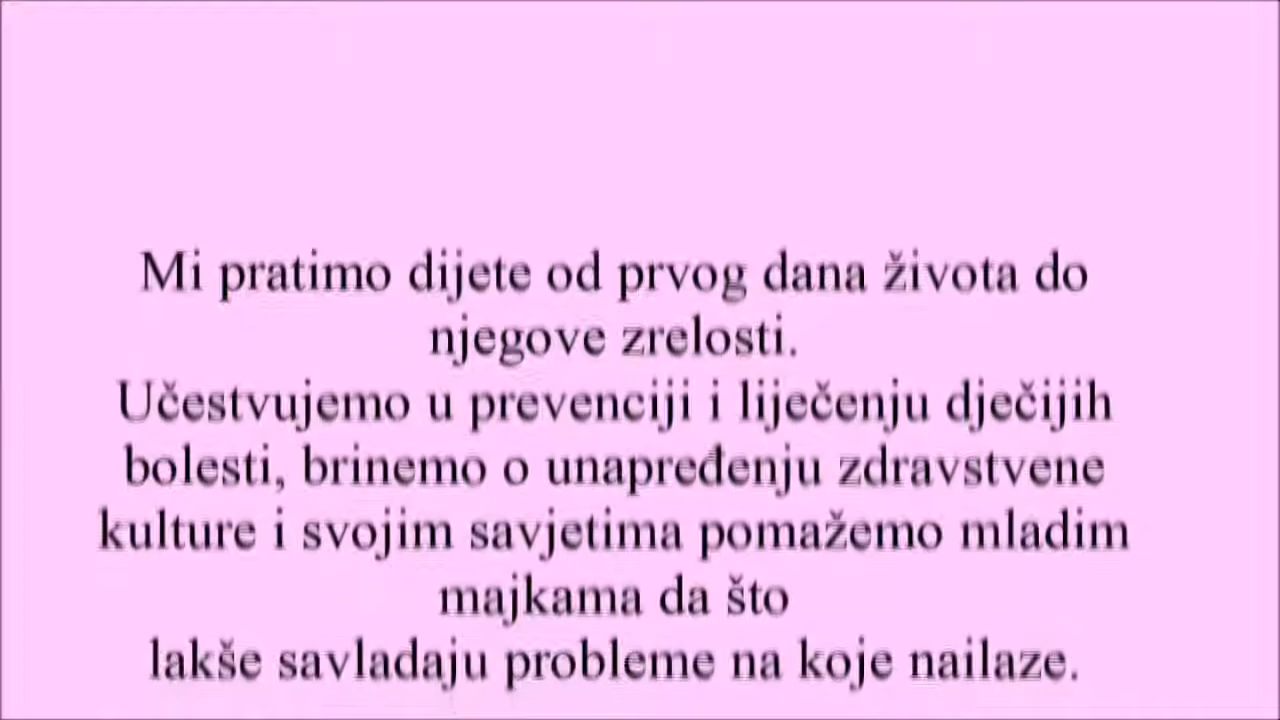 Mi pratimo dijete od prvog dana života do
njegove zrelosti.
Učestvujemo u prevenciji i liječenju dječijih
bolesti, brinemo o unapređenju zdravstvene
kulture i svojim savjetima pomažemo mladim
majkama da što
lakše savladaju probleme na koje nailaze.